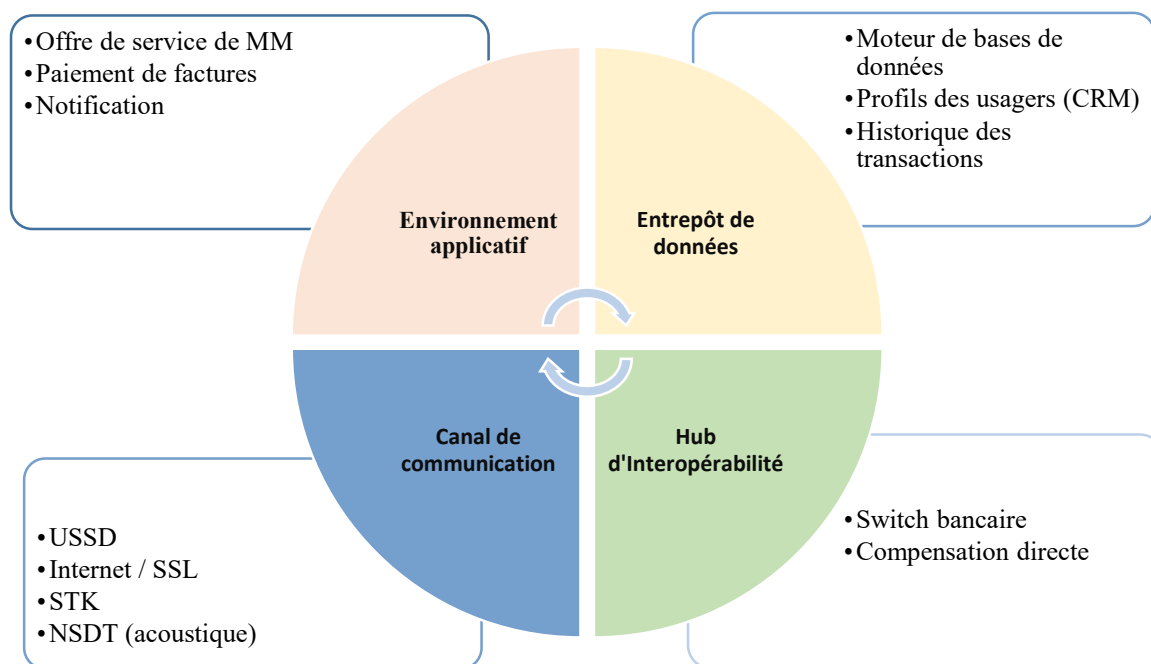 •Offre de service de MM
•Paiement de factures
•Notification
•Moteur de bases de
données
•Profils des usagers (CRM)
•Historique des
transactions
Environnement
applicatif
Entrepôt de
données
Canal de
communication
Hub
d'Interopérabilité
•USSD
•Internet / SSL
•STK
•NSDT (acoustique)
•Switch bancaire
•Compensation directe